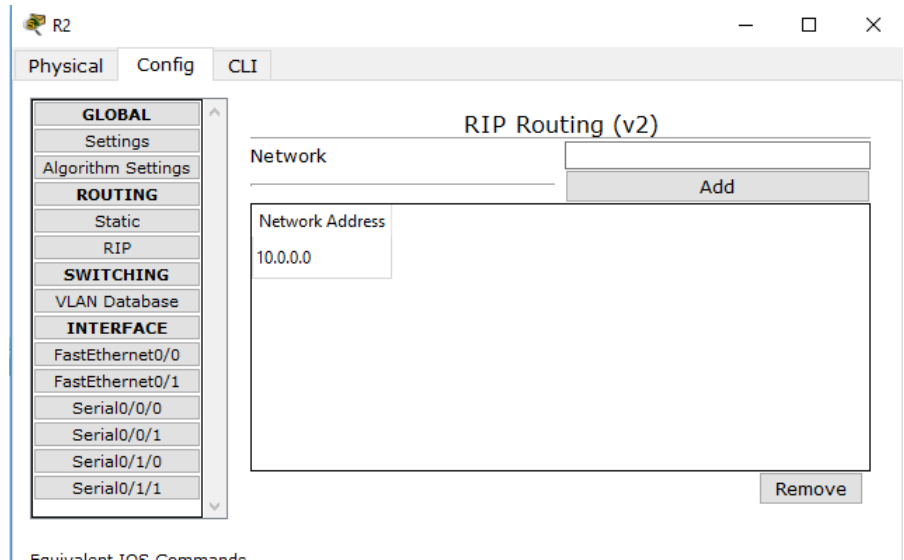 R2
Physical Config CLI
GLOBAL
Settings
Algorithm Settings
ROUTING
Static
RIP
SWITCHING
VLAN Database
INTERFACE
FastEthernet0/0
FastEthernet0/1
Serial0/0/0
Serial0/0/1
Serial0/1/0
Serial0/1/1
RIP Routing (v2)
Network
Add
Network Address
10.0.0.0
Remove
Equivalent IOS Commands